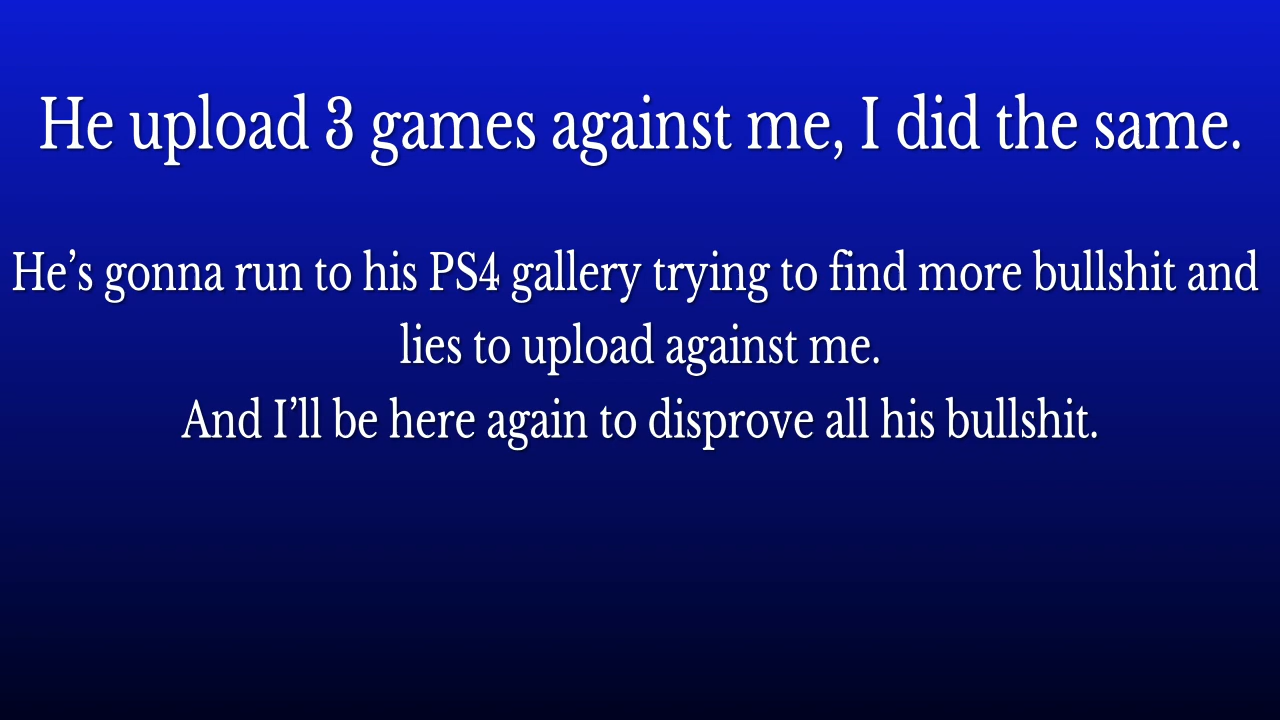 He upload 3 games against me, I did the same.
He’s gonna run to his PS4 gallery trying to find more bullshit and
lies to upload against me.
And I’ll be here again to disprove all his bullshit.